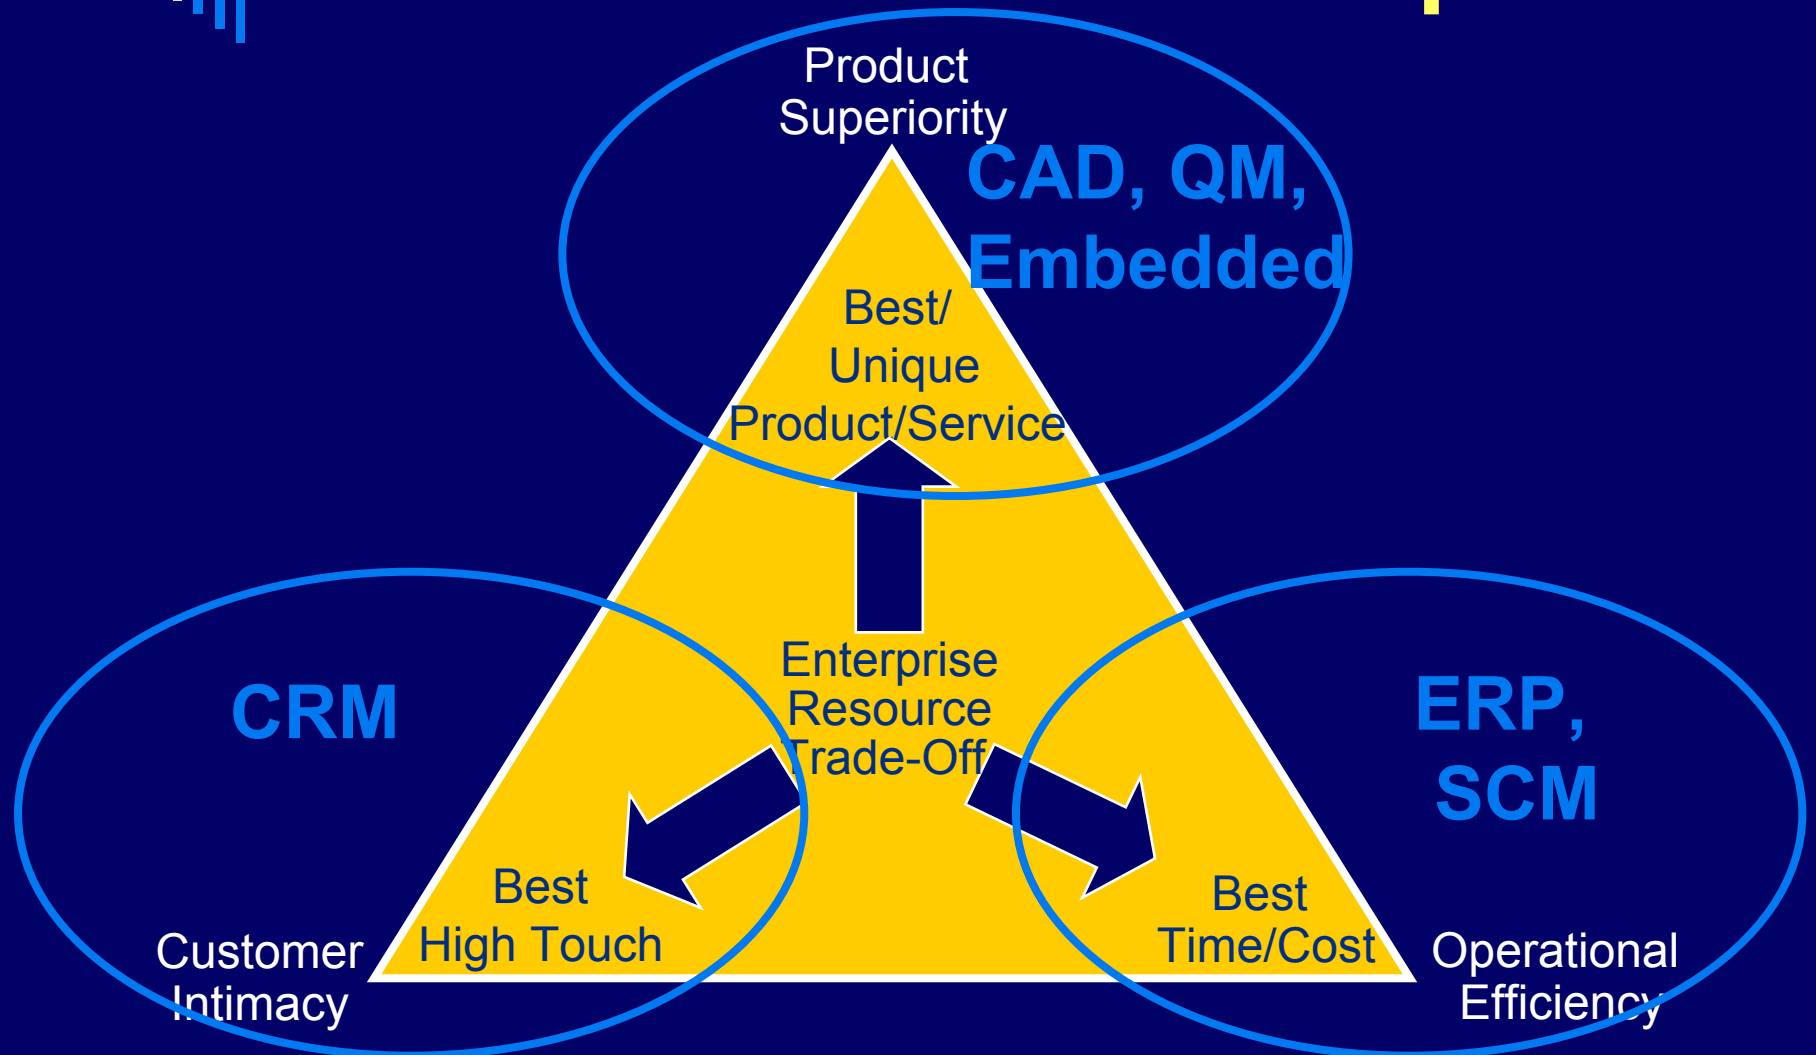 Product
Superiority
CAD, QM,
Embedded
Best/
Unique
Product/Service
Enterprise
Resource
Trade-Off
CRM
ERP,
SCM
Best
High Touch
Best
Time/Cost
Customer
Intimacy
Operational
Efficiency